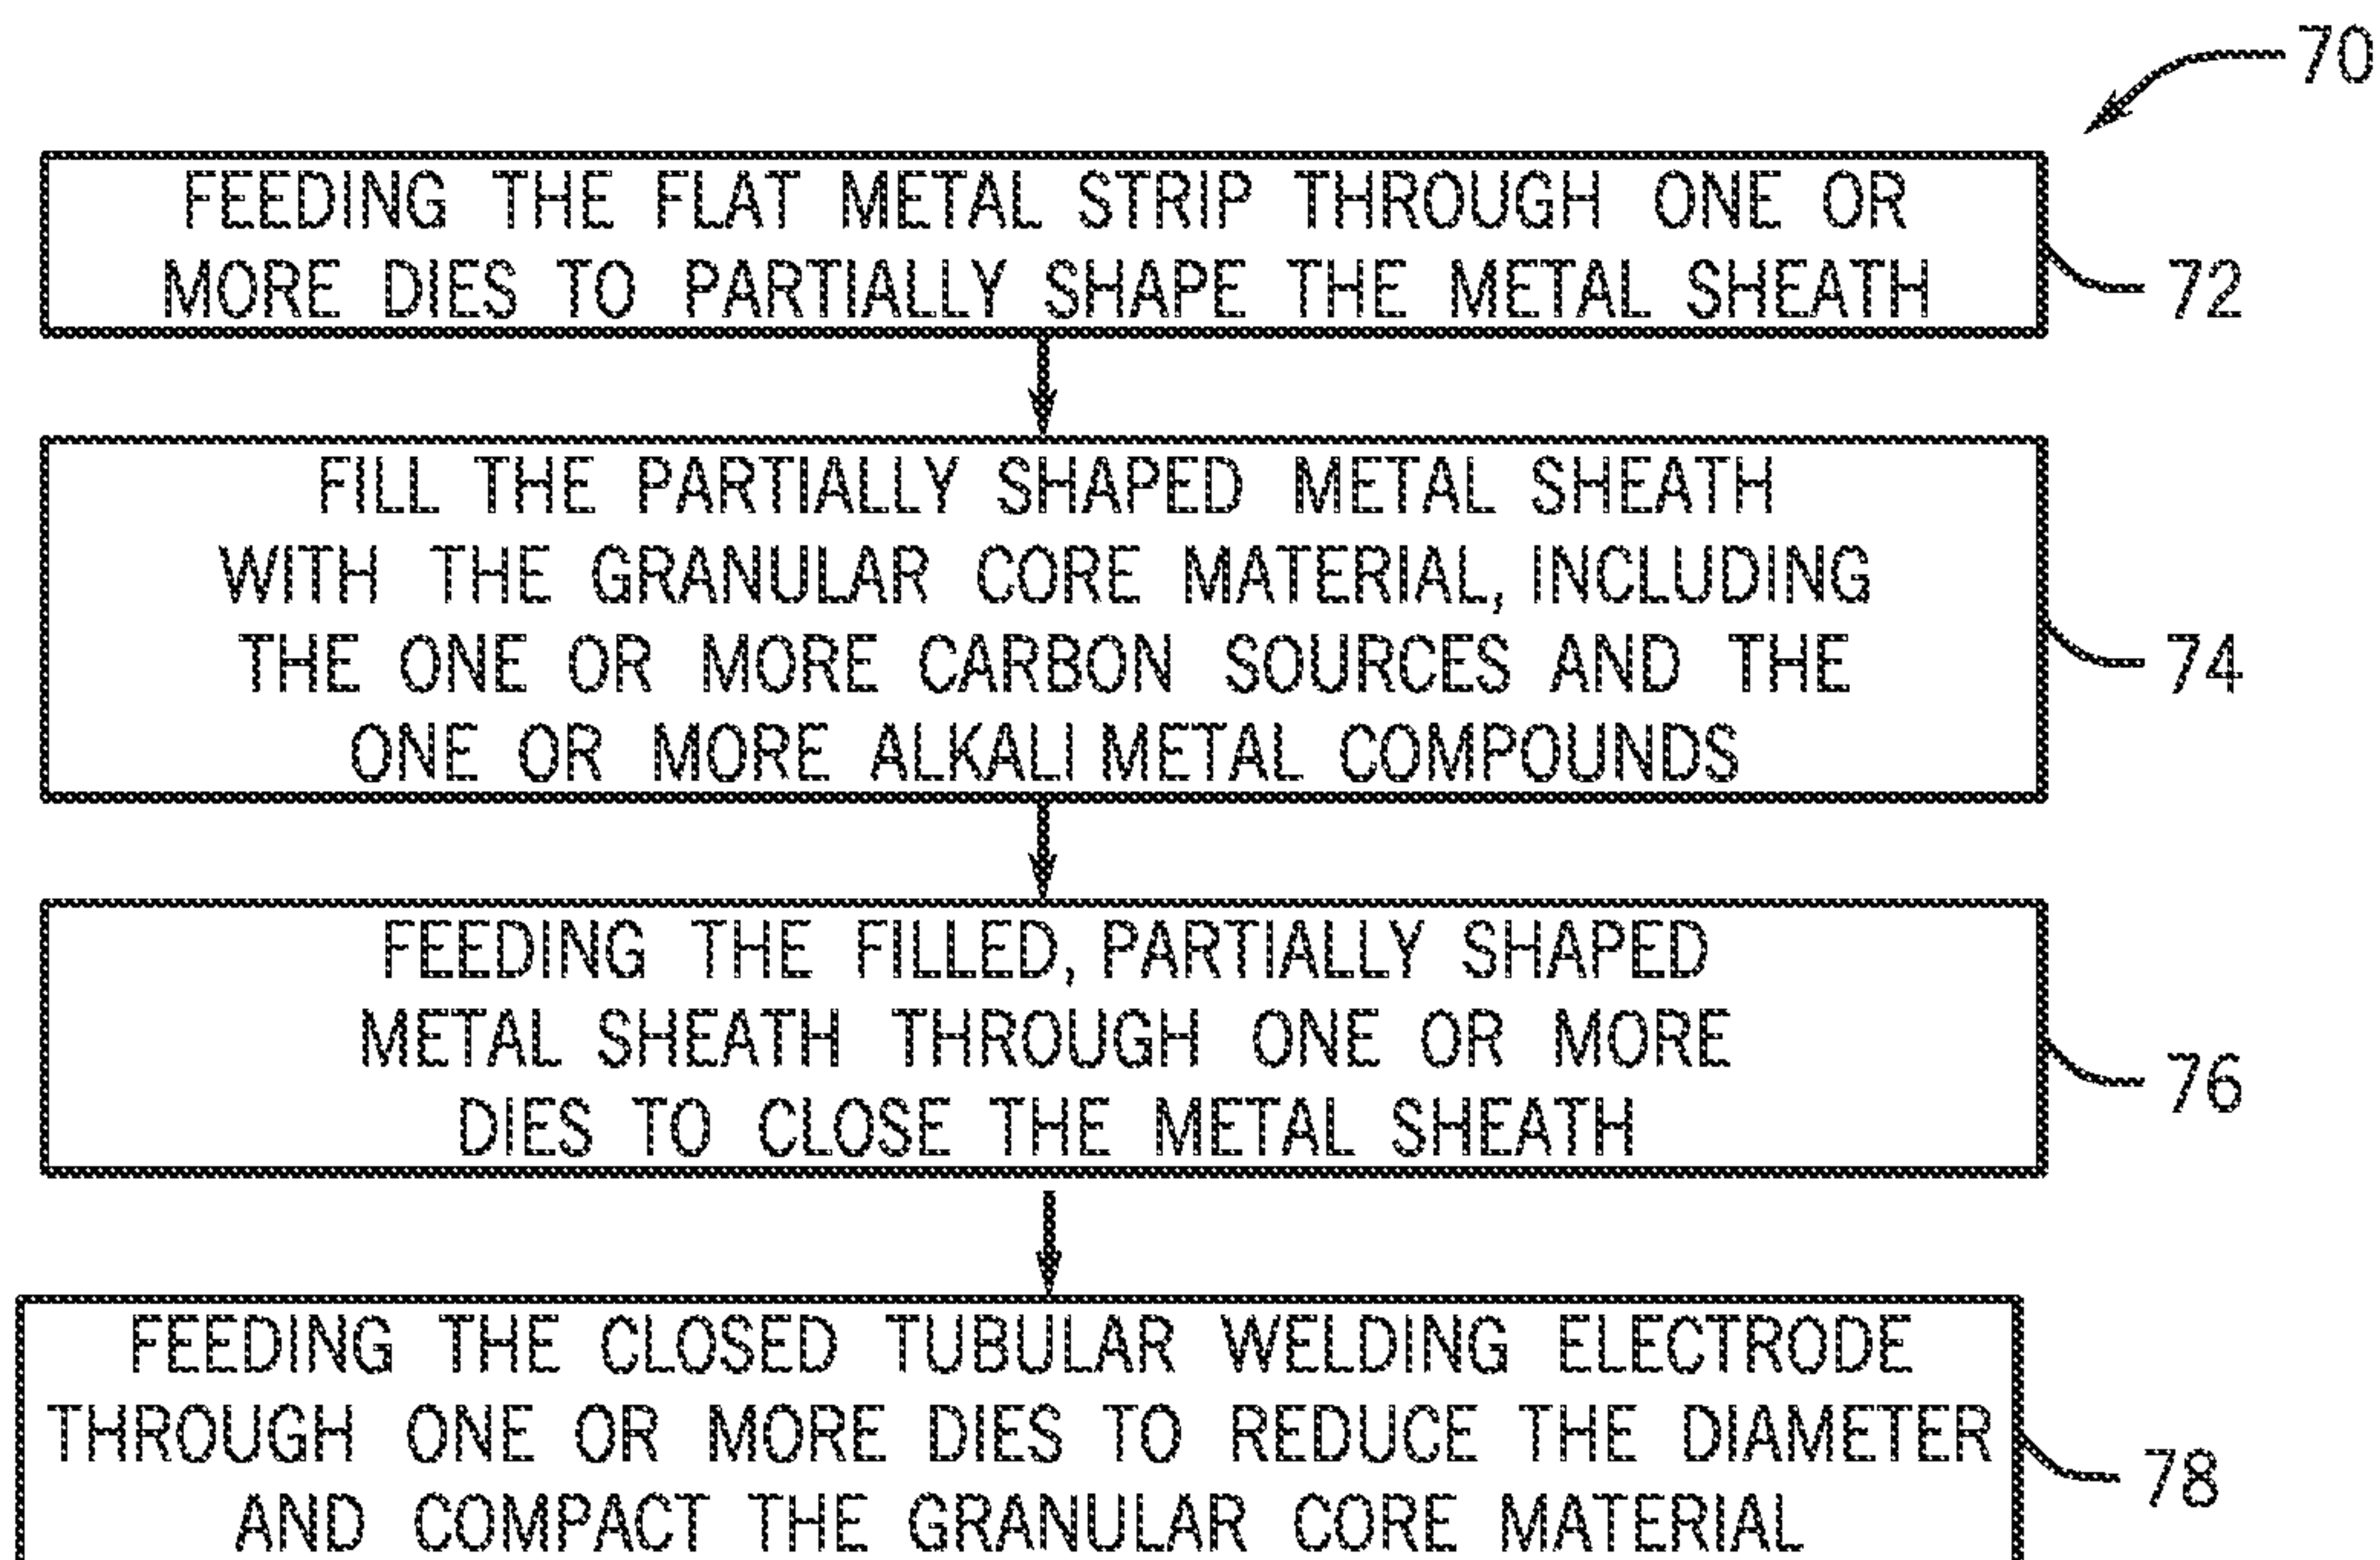 70
FEEDING THE FLAT METAL STRIP THROUGH ONE OR
MORE DIES TO PARTIALLY SHAPE THE METAL SHEATH
72
FILL THE PARTIALLY SHAPED METAL SHEATH
WITH THE GRANULAR CORE MATERIAL, INCLUDING
THE ONE OR MORE CARBON SOURCES AND THE
ONE OR MORE ALKALI METAL COMPOUNDS
74
FEEDING THE FILLED, PARTIALLY SHAPED
METAL SHEATH THROUGH ONE OR MORE
DIES TO CLOSE THE METAL SHEATH
76
FEEDING THE CLOSED TUBULAR WELDING ELECTRODE
THROUGH ONE OR MORE DIES TO REDUCE THE DIAMETER
AND COMPACT THE GRANULAR CORE MATERIAL
78